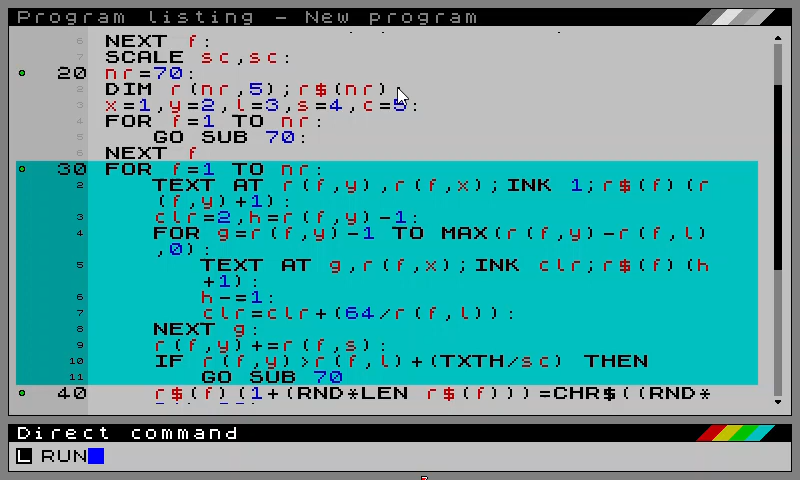 Program listing - New program
6 NEXT f:
7 SCALE sc,sc:
20 nr=70:
2 DIM r(nr,5);r$(nr)
3 x=1,y=2,l=3,s=4,c=5:
4 FOR f=1 TO nr:
5 GO SUB 70:
6 NEXT f
30 FOR f=1 TO nr:
2 TEXT AT r(f,y),r(f,x);INK 1;r$(f)(r
(f,y)+1):
3 clr=2,h=r(f,y)-1:
4 FOR g=r(f,y)-1 TO MAX(r(f,y)-r(f,l)
,0):
5 TEXT AT g,r(f,x);INK clr;r$(f)(h
+1):
6 h-=1:
7 clr=clr+(64/r(f,l)):
8 NEXT g:
9 r(f,y)+=r(f,s):
10 IF r(f,y)>r(f,l)+(TXTH/sc) THEN
11 GO SUB 70
40 r$(f)(1+(RND*LEN r$(f)))=CHR$((RND*
Direct command
L RUN